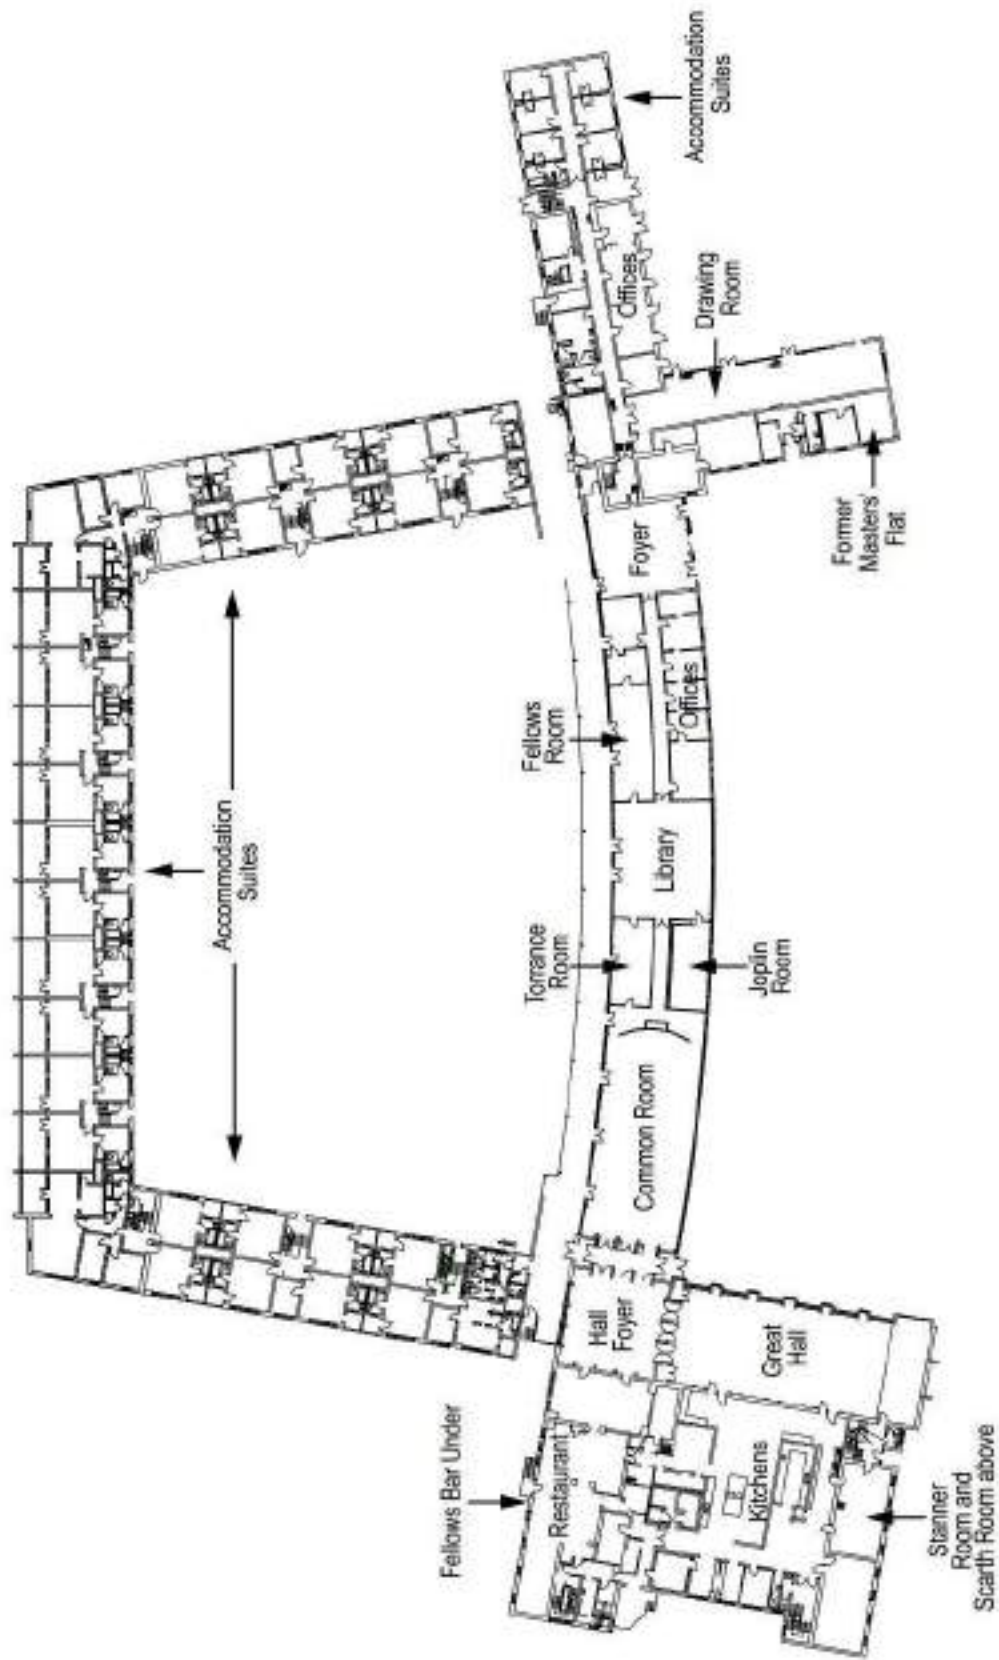 Accommodation
Suites
Offices
Drawing
Room
Former
Masters'
Flat
Foyer
Accommodation
Suites
Fellows
Room
Offices
Library
Torrance
Room
Joplin
Room
Common Room
Hall
Foyer
Great
Hall
Fellows Bar Under
Restaurant
Kitchens
Stanner
Room and
Scarth Room above